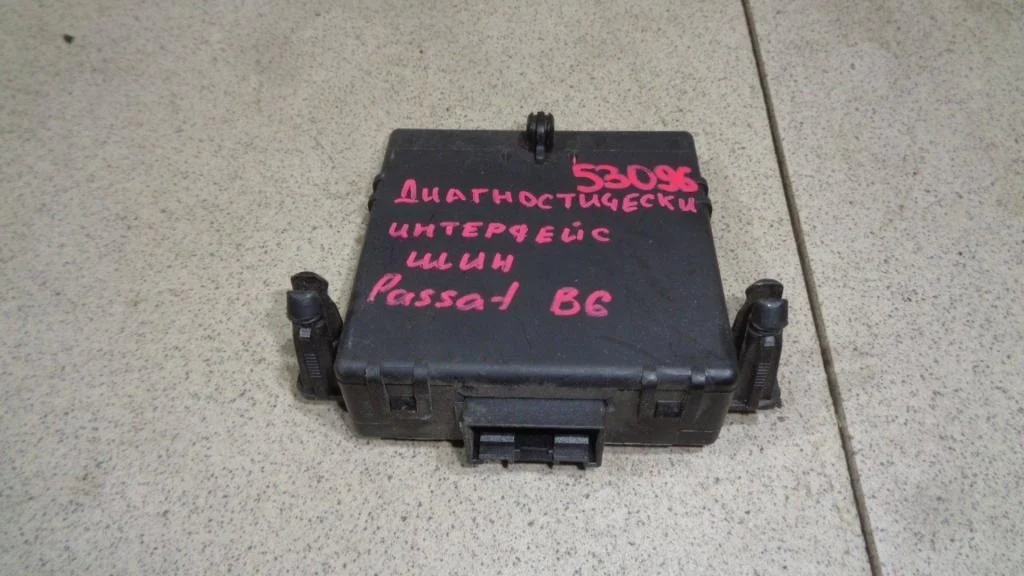 53096
ДИАГНОСТИЧЕСКИ
ИНТЕРФЕЙС
ШИН
Passat B6